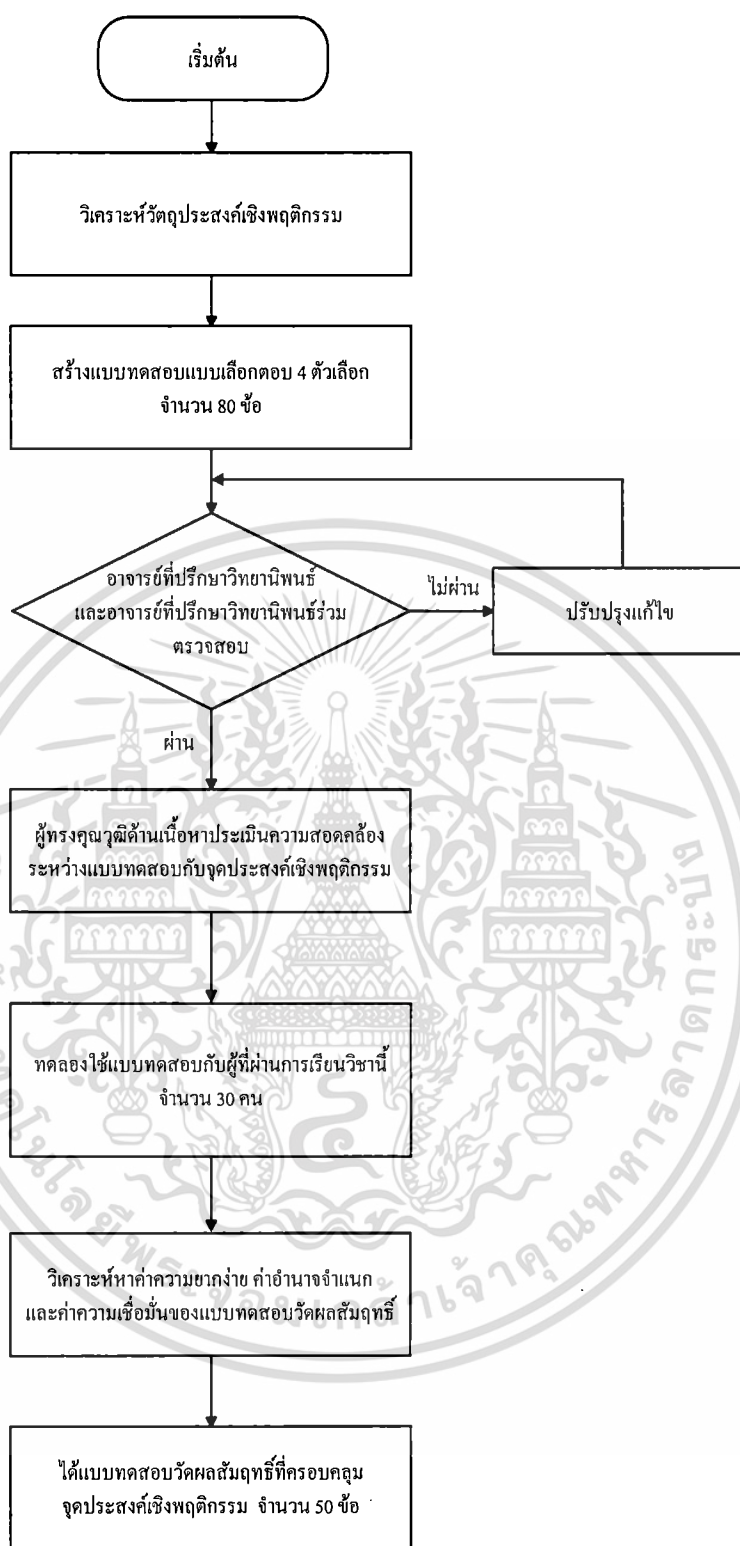 เริ่มต้น
วิเคราะห์วัตถุประสงค์เชิงพฤติกรรม
สร้างแบบทดสอบแบบเลือกตอบ 4 ตัวเลือก
จำนวน 80 ข้อ
อาจารย์ที่ปรึกษาวิทยานิพนธ์
และอาจารย์ที่ปรึกษาวิทยานิพนธ์ร่วม
ตรวจสอบ
ไม่ผ่าน
ปรับปรุงแก้ไข
ผ่าน
ผู้ทรงคุณวุฒิด้านเนื้อหาประเมินความสอดคล้อง
ระหว่างแบบทดสอบกับจุดประสงค์เชิงพฤติกรรม
ทดลองใช้แบบทดสอบกับผู้ที่ผ่านการเรียนวิชานี้
จำนวน 30 คน
วิเคราะห์หาค่าความยากง่าย ค่าอำนาจจำแนก
และค่าความเชื่อมั่นของแบบทดสอบวัดผลสัมฤทธิ์
ได้แบบทดสอบวัดผลสัมฤทธิ์ที่ครอบคลุม
จุดประสงค์เชิงพฤติกรรม จำนวน 50 ข้อ